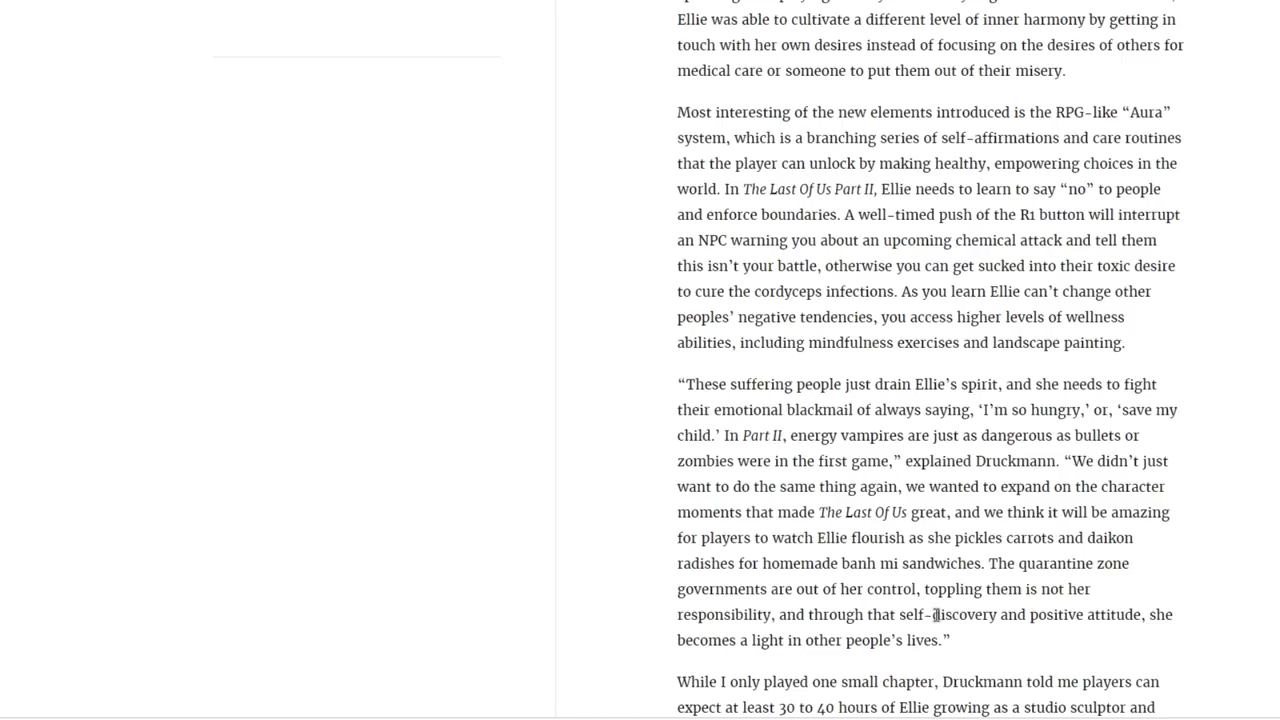 Ellie was able to cultivate a different level of inner harmony by getting in
touch with her own desires instead of focusing on the desires of others for
medical care or someone to put them out of their misery.
Most interesting of the new elements introduced is the RPG-like “Aura”
system, which is a branching series of self-affirmations and care routines
that the player can unlock by making healthy, empowering choices in the
world. In The Last Of Us Part II, Ellie needs to learn to say “no” to people
and enforce boundaries. A well-timed push of the R1 button will interrupt
an NPC warning you about an upcoming chemical attack and tell them
this isn’t your battle, otherwise you can get sucked into their toxic desire
to cure the cordyceps infections. As you learn Ellie can’t change other
peoples’ negative tendencies, you access higher levels of wellness
abilities, including mindfulness exercises and landscape painting.
“These suffering people just drain Ellie’s spirit, and she needs to fight
their emotional blackmail of always saying, ‘I’m so hungry,’ or, ‘save my
child.’ In Part II, energy vampires are just as dangerous as bullets or
zombies were in the first game,” explained Druckmann. “We didn’t just
want to do the same thing again, we wanted to expand on the character
moments that made The Last Of Us great, and we think it will be amazing
for players to watch Ellie flourish as she pickles carrots and daikon
radishes for homemade banh mi sandwiches. The quarantine zone
governments are out of her control, toppling them is not her
responsibility, and through that self-discovery and positive attitude, she
becomes a light in other people’s lives.”
While I only played one small chapter, Druckmann told me players can
expect at least 30 to 40 hours of Ellie growing as a studio sculptor and